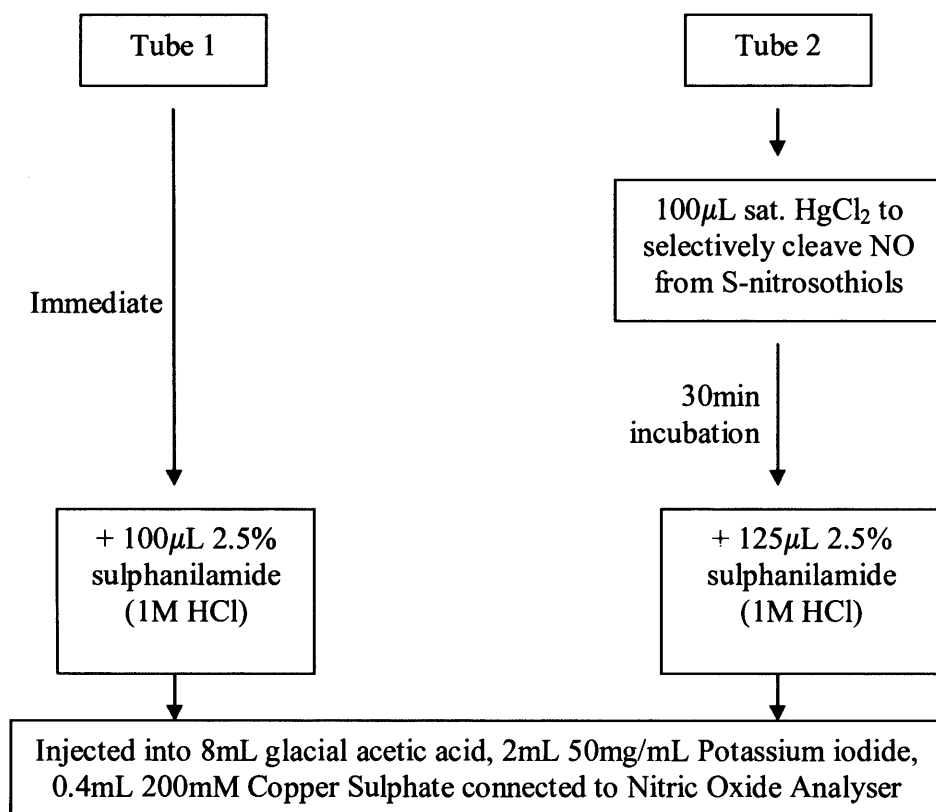 Tube 1
Tube 2
100μL sat. HgCl₂ to
selectively cleave NO
from S-nitrosothiols
Immediate
30min
incubation
+ 100μL 2.5%
sulphanilamide
(1M HCl)
+ 125μL 2.5%
sulphanilamide
(1M HCl)
Injected into 8mL glacial acetic acid, 2mL 50mg/mL Potassium iodide,
0.4mL 200mM Copper Sulphate connected to Nitric Oxide Analyser